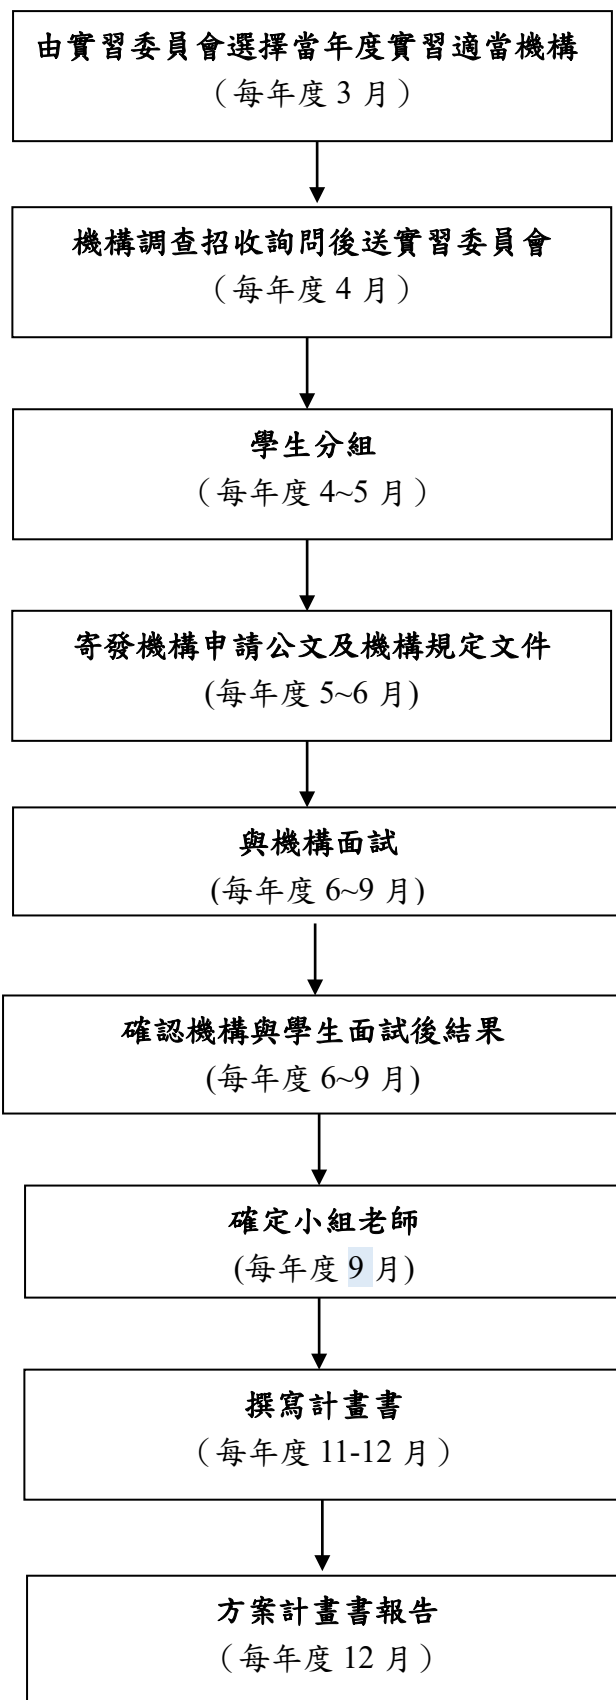 由實習委員會選擇當年度實習適當機構
（每年度 3 月）
機構調查招收詢問後送實習委員會
（每年度 4 月）
學生分組
（每年度 4~5 月）
寄發機構申請公文及機構規定文件
(每年度 5~6 月)
與機構面試
(每年度 6~9 月)
確認機構與學生面試後結果
(每年度 6~9 月)
確定小組老師
(每年度 9 月)
撰寫計畫書
（每年度 11-12 月）
方案計畫書報告
（每年度 12 月）